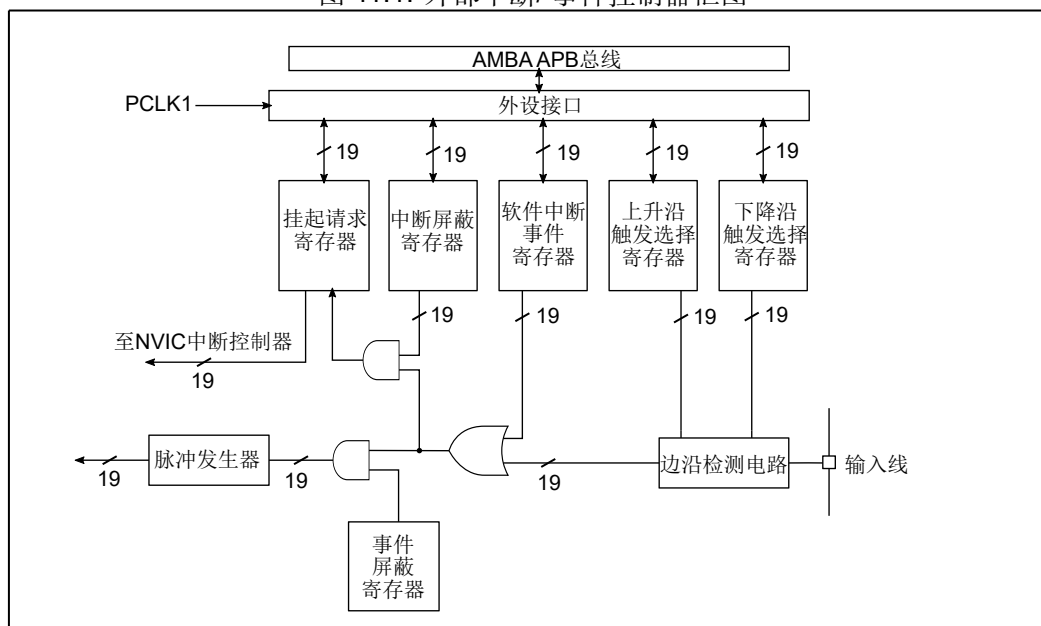 AMBA APB总线
PCLK1
外设接口
19
19
19
19
19
挂起请求
寄存器
中断屏蔽
寄存器
软件中断
事件
寄存器
上升沿
触发选择
寄存器
下降沿
触发选择
寄存器
19
19
19
19
至NVIC中断控制器
19
脉冲发生器
19
19
19
边沿检测电路
输入线
事件
屏蔽
寄存器